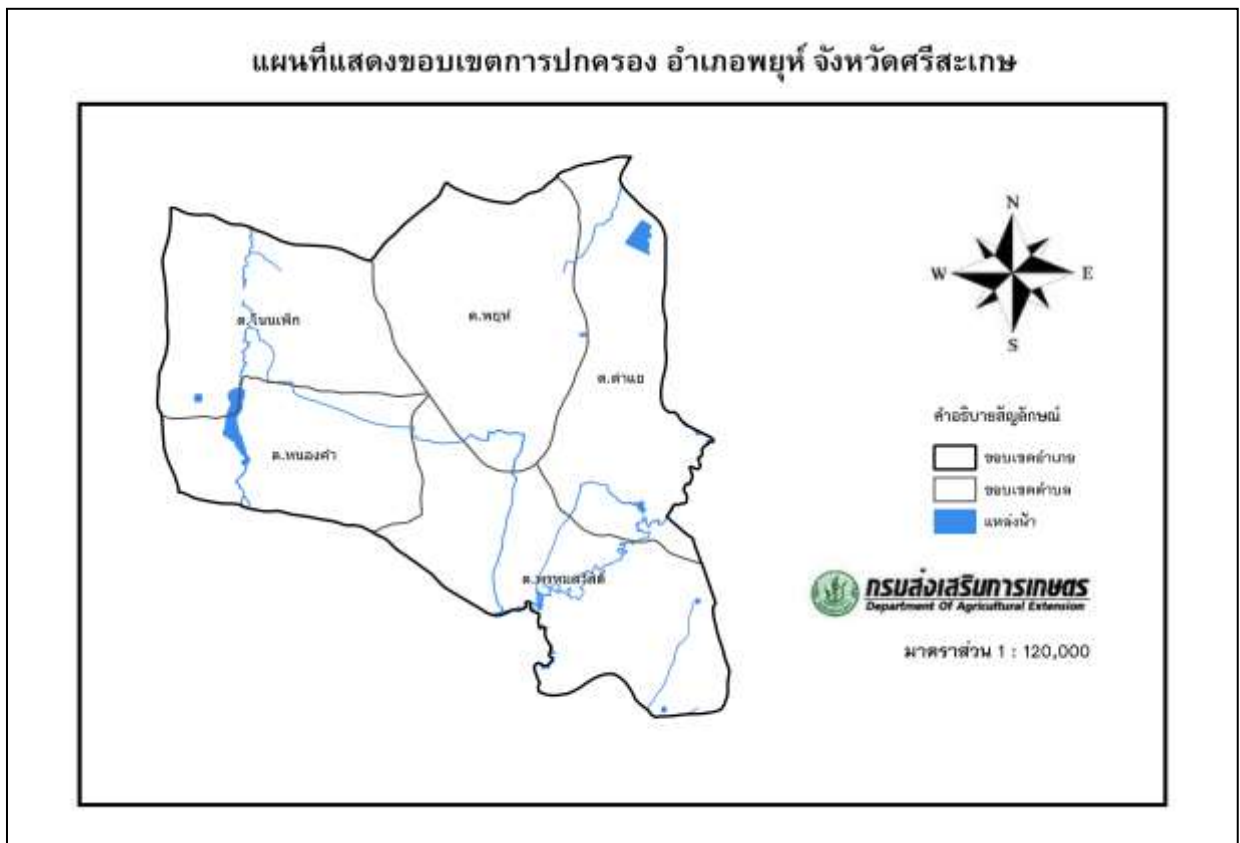 แผนที่แสดงขอบเขตการปกครอง อำเภอพยุห์ จังหวัดศรีสะเกษ
N
W E
S
ต.โนนเพ็ก
ต.พยุห์
ต.ตำแย
ต.หนองค้า
ต.พรหมสวัสดิ์
คำอธิบายสัญลักษณ์
ขอบเขตอำเภอ
ขอบเขตตำบล
แหล่งน้ำ
กรมส่งเสริมการเกษตร
Department Of Agricultural Extension
มาตราส่วน 1 : 120,000